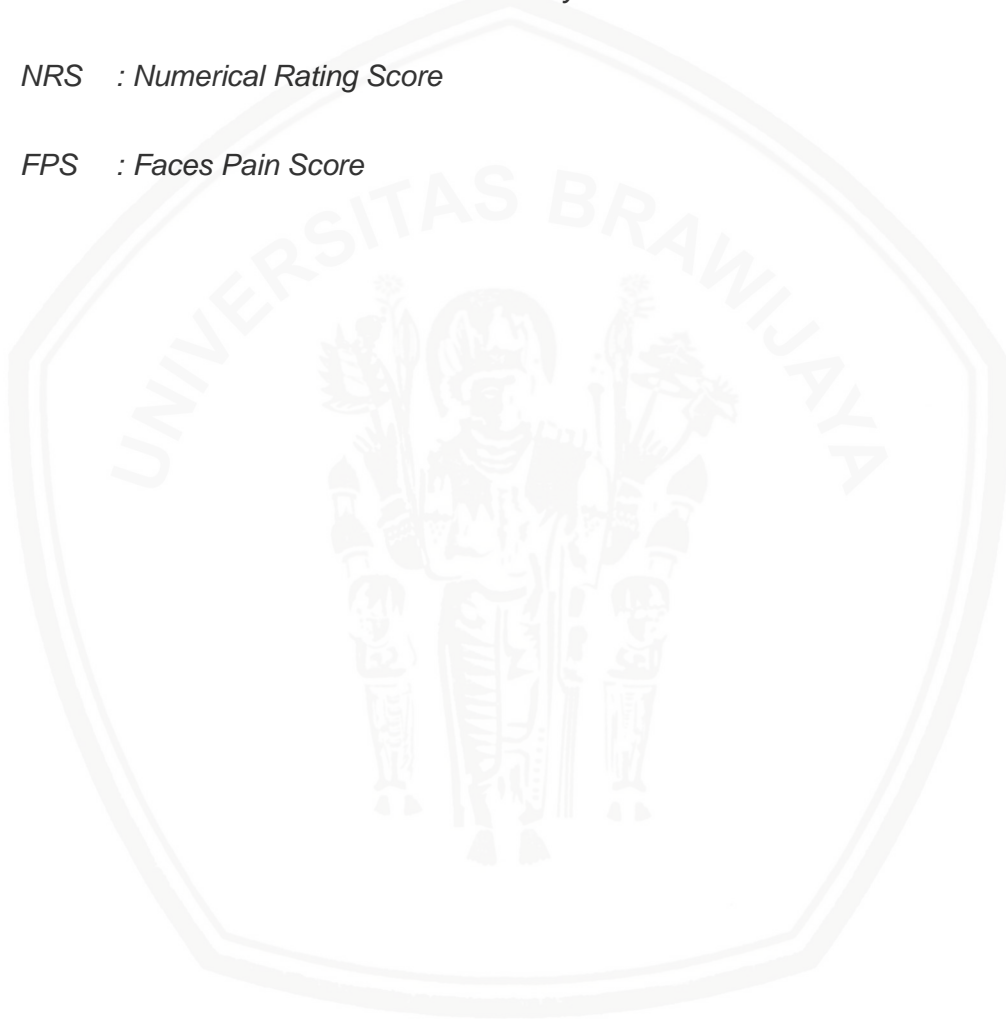 NRS : Numerical Rating Score
FPS : Faces Pain Score
UNIVERSITAS BRAWIJAYA